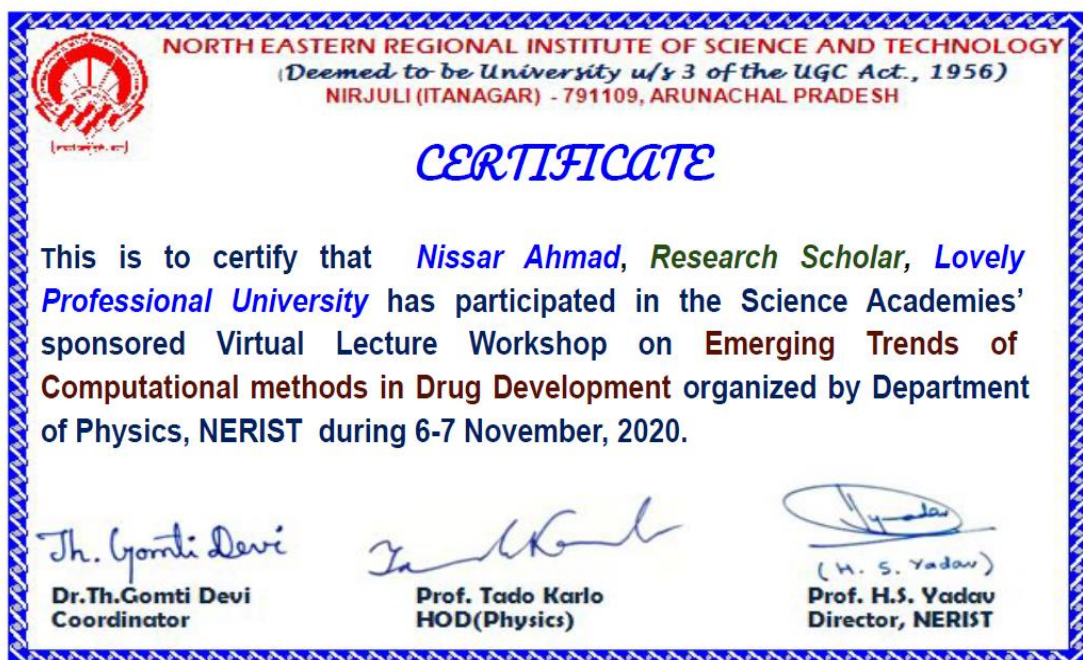 NORTH EASTERN REGIONAL INSTITUTE OF SCIENCE AND TECHNOLOGY
(Deemed to be University u/s 3 of the UGC Act., 1956)
NIRJULI (ITANAGAR) - 791109, ARUNACHAL PRADESH
CERTIFICATE
This is to certify that Nissar Ahmad, Research Scholar, Lovely
Professional University has participated in the Science Academies’
sponsored Virtual Lecture Workshop on Emerging Trends of
Computational methods in Drug Development organized by Department
of Physics, NERIST during 6-7 November, 2020.
Th. Gomti Devi
(H. S. Yadav)
Dr.Th.Gomti Devi
Prof. Tado Karlo
Prof. H.S. Yadav
Coordinator
HOD(Physics)
Director, NERIST